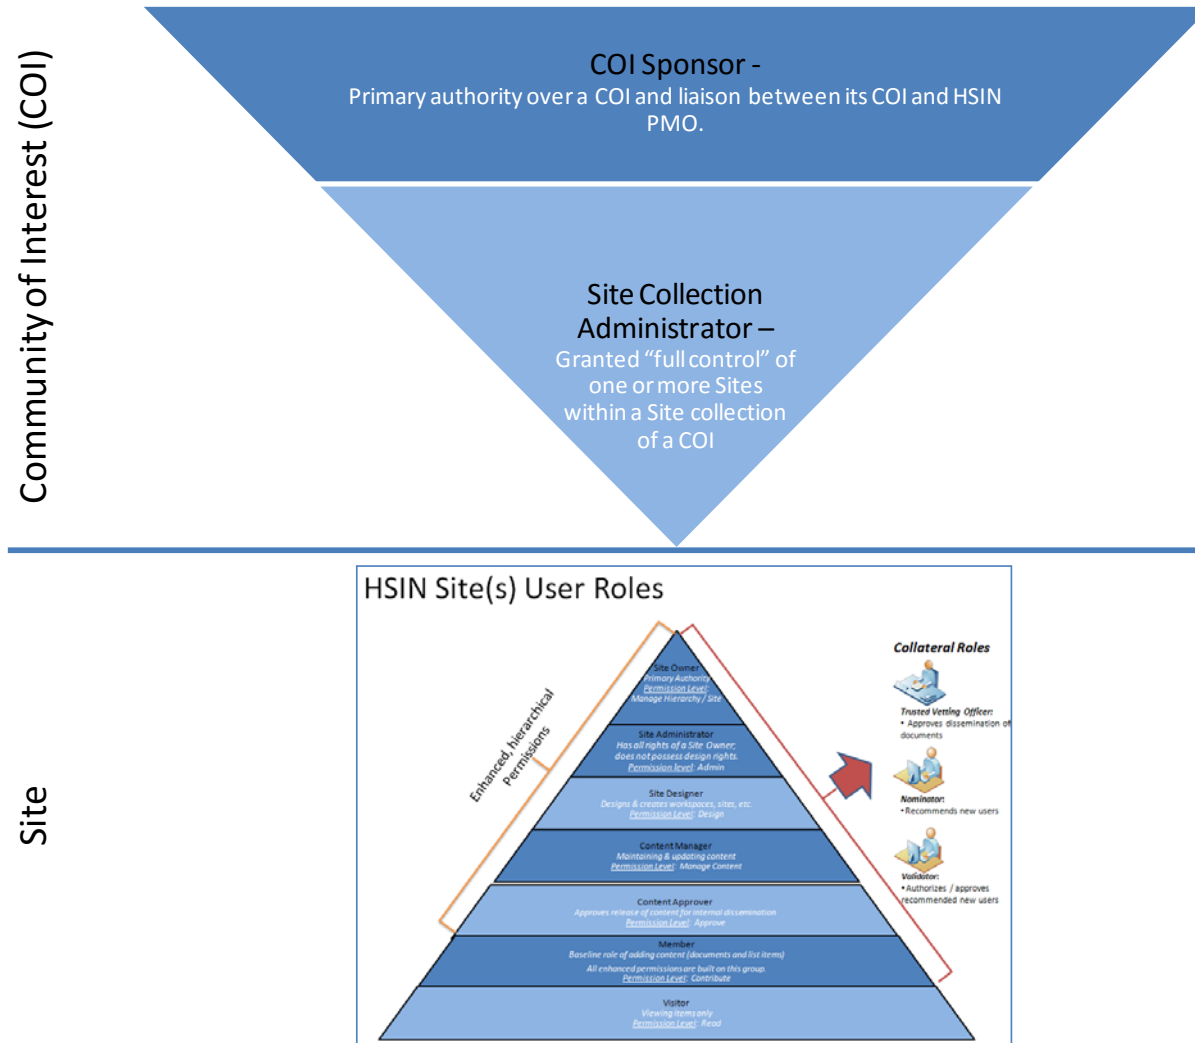 Community of Interest (COI)
COI Sponsor -
Primary authority over a COI and liaison between its COI and HSIN
PMO.
Site Collection
Administrator –
Granted “full control” of
one or more Sites
within a Site collection
of a COI
Site
HSIN Site(s) User Roles
Enhanced, hierarchical
Permissions
Site Owner
Primary Authority
Permission Level:
Manage Hierarchy / Site
Site Administrator
Has all rights of a Site Owner;
does not possess design rights.
Permission level: Admin
Site Designer
Designs & creates workspaces, sites, etc.
Permission Level: Design
Content Manager
Maintaining & updating content
Permission Level: Manage Content
Content Approver
Approves release of content for internal dissemination
Permission Level: Approve
Member
Baseline role of adding content (documents and list items)
All enhanced permissions are built on this group.
Permission Level: Contribute
Visitor
Viewing items only
Permission Level: Read
Collateral Roles
Trusted Vetting Officer:
• Approves dissemination of
documents
Nominator:
•Recommends new users
Validator:
•Authorizes / approves
recommended new users